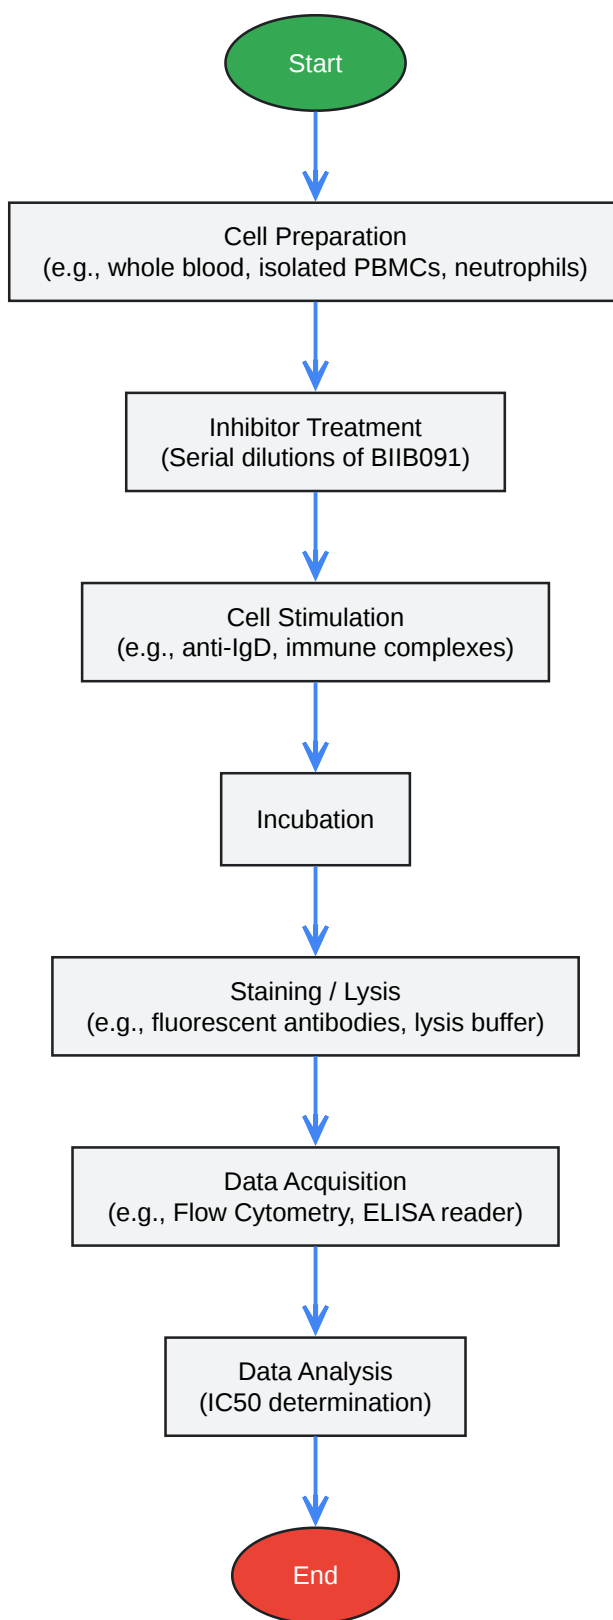 Start
Cell Preparation
(e.g., whole blood, isolated PBMCs, neutrophils)
Inhibitor Treatment
(Serial dilutions of BIIB091)
Cell Stimulation
(e.g., anti-IgD, immune complexes)
Incubation
Staining / Lysis
(e.g., fluorescent antibodies, lysis buffer)
Data Acquisition
(e.g., Flow Cytometry, ELISA reader)
Data Analysis
(IC50 determination)
End